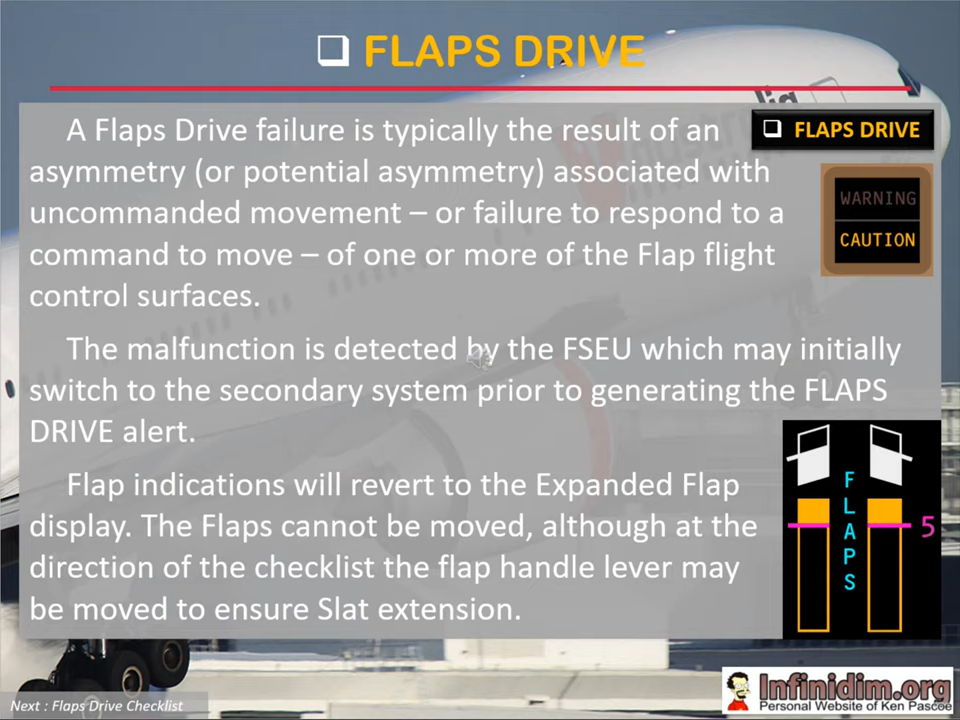 FLAPS DRIVE
A Flaps Drive failure is typically the result of an
asymmetry (or potential asymmetry) associated with
uncommanded movement – or failure to respond to a
command to move – of one or more of the Flap flight
control surfaces.
FLAPS DRIVE
WARNING
CAUTION
The malfunction is detected by the FSEU which may initially
switch to the secondary system prior to generating the FLAPS
DRIVE alert.
Flap indications will revert to the Expanded Flap
display. The Flaps cannot be moved, although at the
direction of the checklist the flap handle lever may
be moved to ensure Slat extension.
FLAPS
5
Next : Flaps Drive Checklist
Infinidim.org
Personal Website of Ken Pascoe